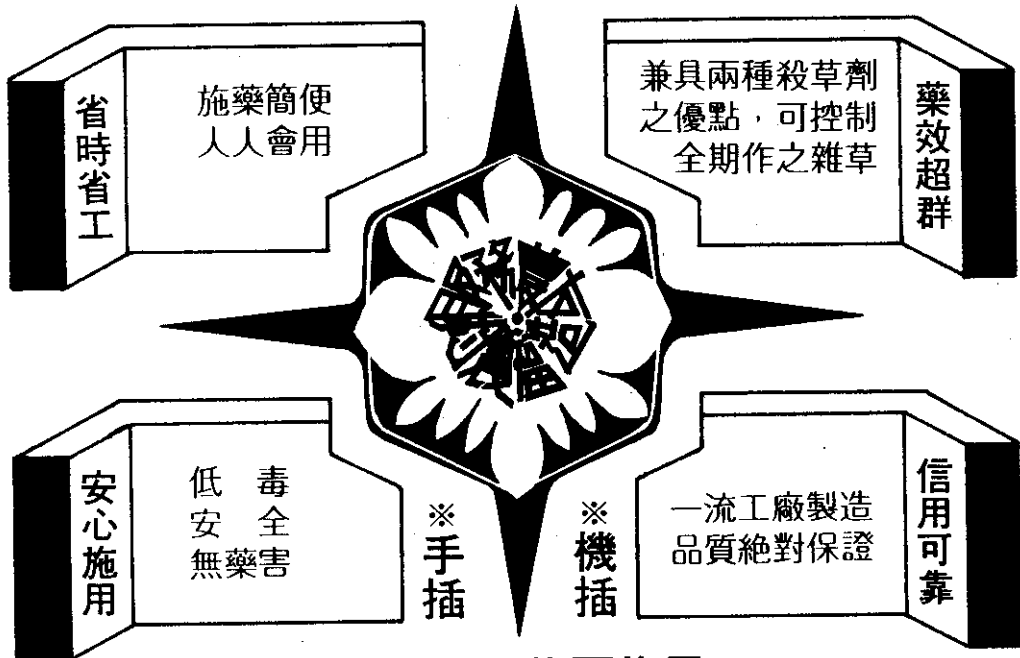 省時省工
施藥簡便
人人會用
兼具兩種殺草劑
之優點，可控制
全期作之雜草
藥效超群
安心施用
低 毒
安 全
無藥害
※手插
※機插
一流工廠製造
品質絕對保證
信用可靠